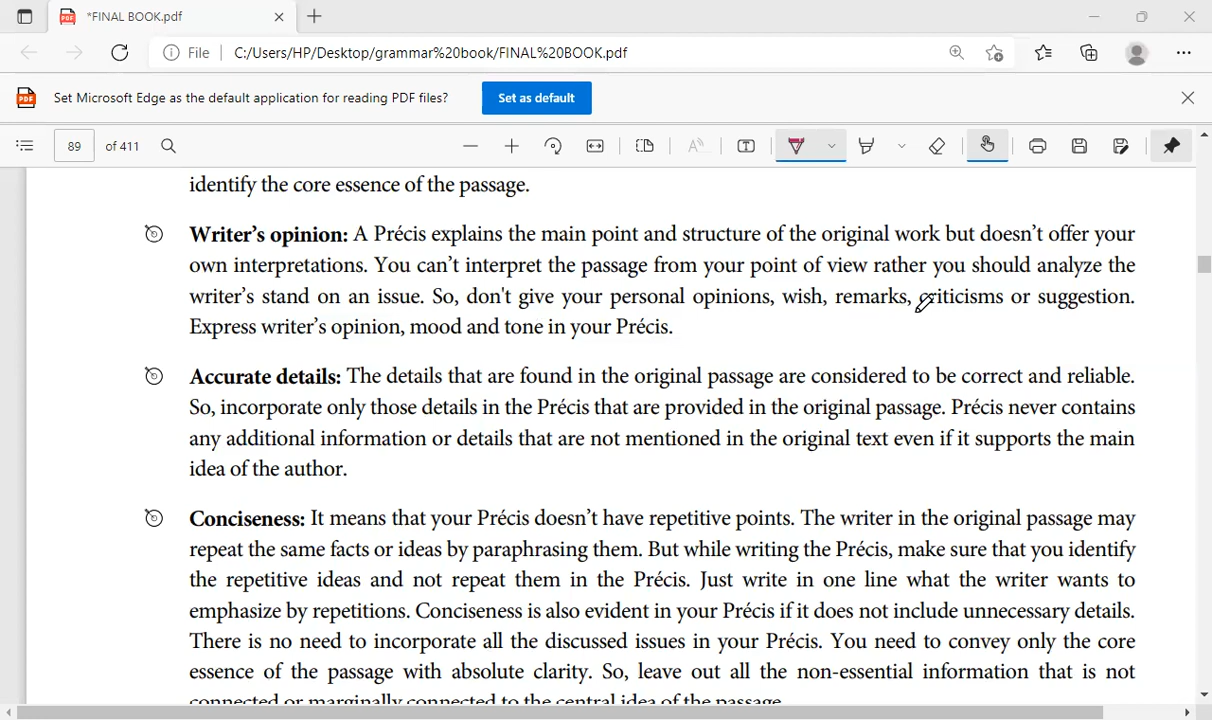 *FINAL BOOK.pdf
File C:/Users/HP/Desktop/grammar%20book/FINAL%20BOOK.pdf
Set Microsoft Edge as the default application for reading PDF files? Set as default
89 of 411
identify the core essence of the passage.
Writer's opinion: A Précis explains the main point and structure of the original work but doesn't offer your
own interpretations. You can't interpret the passage from your point of view rather you should analyze the
writer's stand on an issue. So, don't give your personal opinions, wish, remarks, criticisms or suggestion.
Express writer's opinion, mood and tone in your Précis.
Accurate details: The details that are found in the original passage are considered to be correct and reliable.
So, incorporate only those details in the Précis that are provided in the original passage. Précis never contains
any additional information or details that are not mentioned in the original text even if it supports the main
idea of the author.
Conciseness: It means that your Précis doesn't have repetitive points. The writer in the original passage may
repeat the same facts or ideas by paraphrasing them. But while writing the Précis, make sure that you identify
the repetitive ideas and not repeat them in the Précis. Just write in one line what the writer wants to
emphasize by repetitions. Conciseness is also evident in your Précis if it does not include unnecessary details.
There is no need to incorporate all the discussed issues in your Précis. You need to convey only the core
essence of the passage with absolute clarity. So, leave out all the non-essential information that is not
connected or marginally connected to the central idea of the passage.